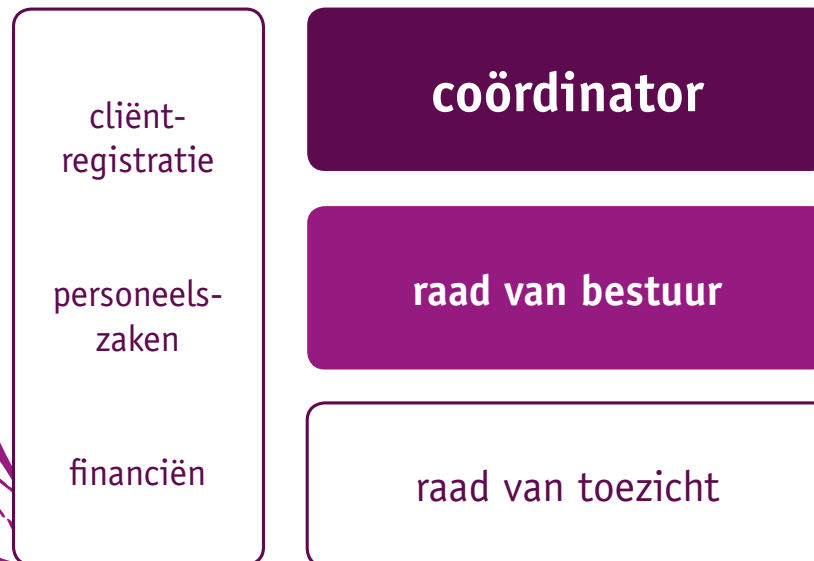 cliënt-
registratie
personeels-
zaken
financiën
coördinator
raad van bestuur
raad van toezicht